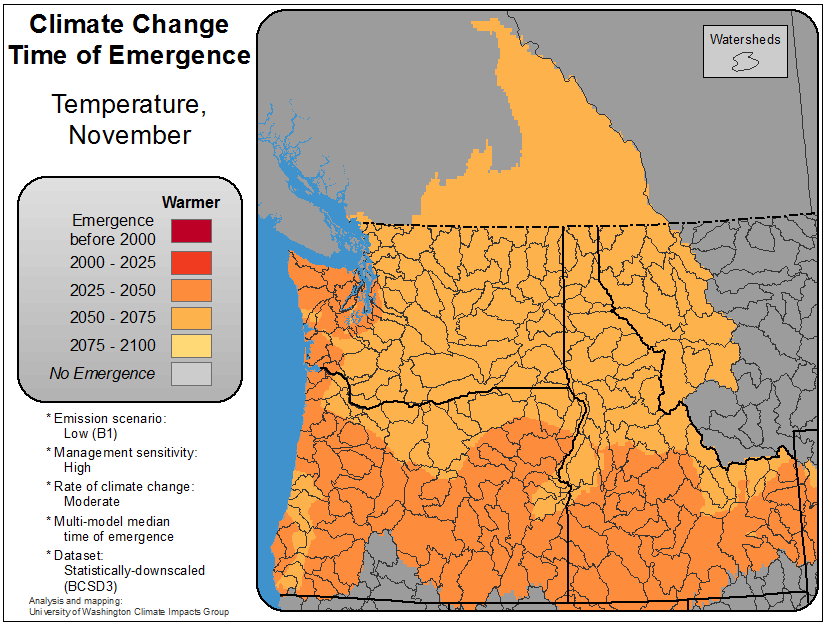 Climate Change
Time of Emergence
Temperature,
November
Watersheds
Warmer
Emergence
before 2000
2000 - 2025
2025 - 2050
2050 - 2075
2075 - 2100
No Emergence
* Emission scenario:
Low (B1)
* Management sensitivity:
High
* Rate of climate change:
Moderate
* Multi-model median
time of emergence
* Dataset:
Statistically-downscaled
(BCSD3)
Analysis and mapping:
University of Washington Climate Impacts Group